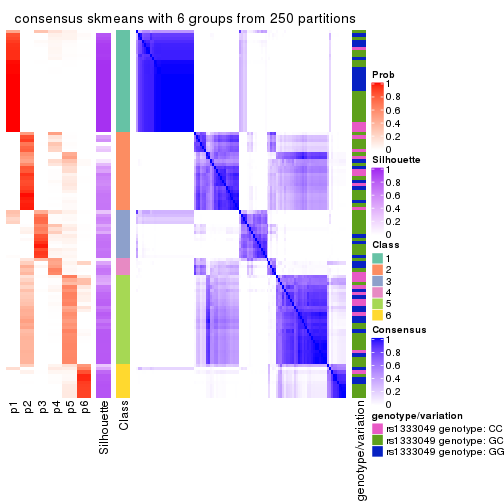 consensus skmeans with 6 groups from 250 partitions
Prob
1
0.8
0.6
0.4
0.2
0
Silhouette
1
0.8
0.6
0.4
0.2
0
Class
1
2
3
4
5
6
Consensus
1
0.8
0.6
0.4
0.2
0
genotype/variation
rs1333049 genotype: CC
rs1333049 genotype: GC
rs1333049 genotype: GG
p1
p2
p3
p4
p5
p6
Silhouette
Class
genotype/variation